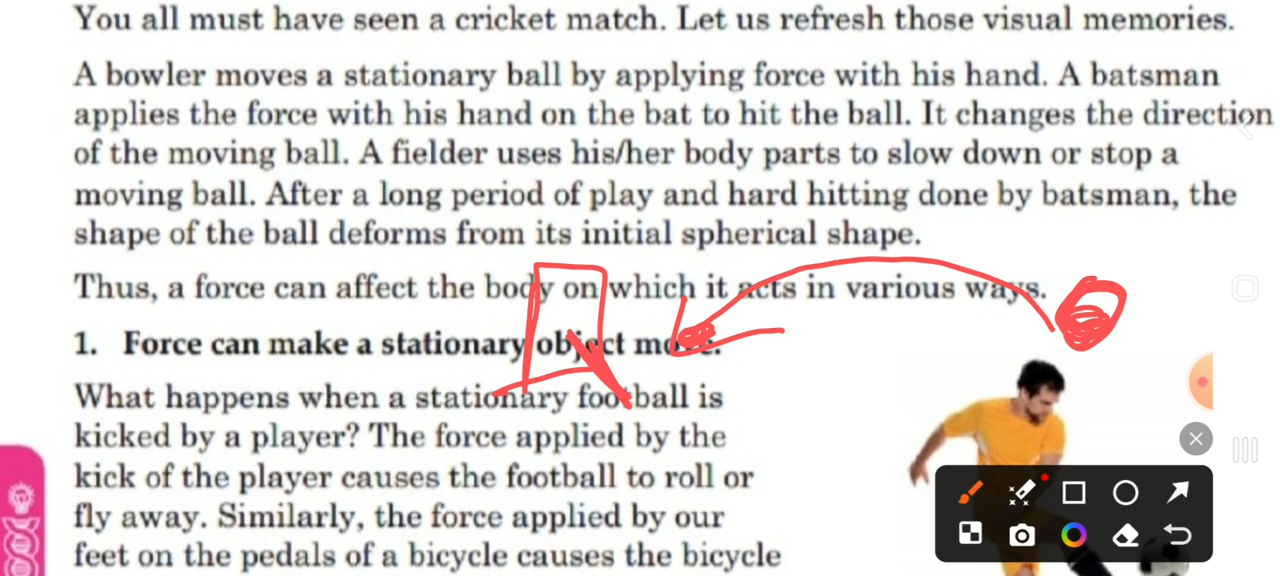 You all must have seen a cricket match. Let us refresh those visual memories.
A bowler moves a stationary ball by applying force with his hand. A batsman
applies the force with his hand on the bat to hit the ball. It changes the direction
of the moving ball. A fielder uses his/her body parts to slow down or stop a
moving ball. After a long period of play and hard hitting done by batsman, the
shape of the ball deforms from its initial spherical shape.
Thus, a force can affect the body on which it acts in various ways.
1. Force can make a stationary object move.
What happens when a stationary football is
kicked by a player? The force applied by the
kick of the player causes the football to roll or
fly away. Similarly, the force applied by our
feet on the pedals of a bicycle causes the bicycle